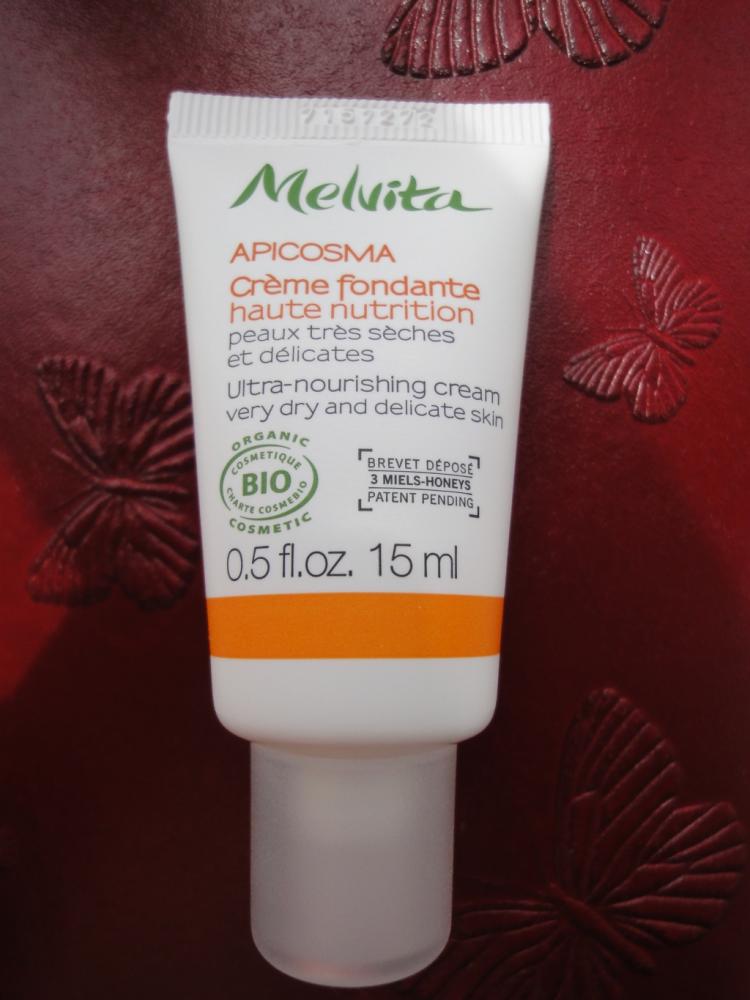 7157272
Melvita
APICOSMA
Crème fondante
haute nutrition
peaux très sèches
et délicates
Ultra-nourishing cream
very dry and delicate skin
ORGANIC
COSMETIQUE
BIO
CHARTE COSMEBIO
COSMETIC
BREVET DÉPOSÉ
3 MIELS-HONEYS
PATENT PENDING
0.5 fl.oz. 15 ml